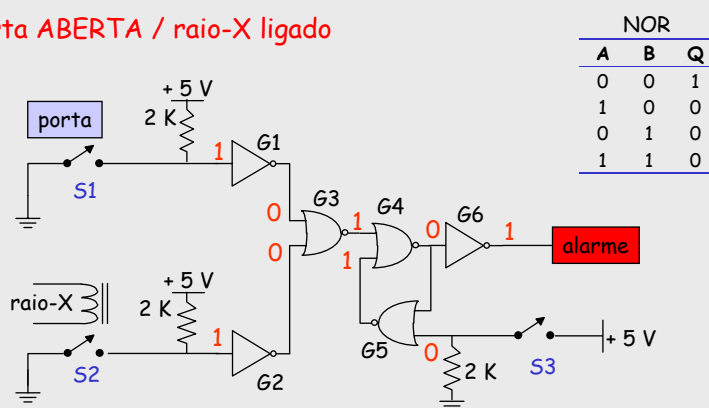 ta ABERTA / raio-X ligado
NOR
A B Q
0 0 1
1 0 0
0 1 0
1 1 0
+ 5 V
porta
2 K
1
G1
S1
0
G3
G4
G6
1
0
1
alarme
0
1
+ 5 V
raio-X
2 K
1
G5
0
S3
+ 5 V
2 K
S2
G2